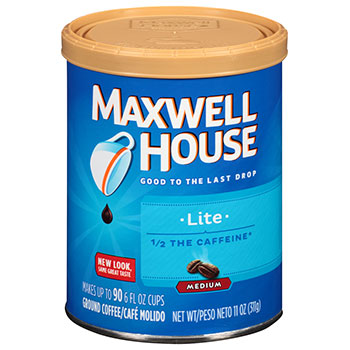 MAXWELL
HOUSE
GOOD TO THE LAST DROP
Lite
1/2 THE CAFFEINE*
NEW LOOK,
SAME GREAT TASTE
MEDIUM
MAKES UP TO 90 6 FL OZ CUPS
GROUND COFFEE/CAFÉ MOLIDO
NET WT/PESO NETO 11 OZ (311g)